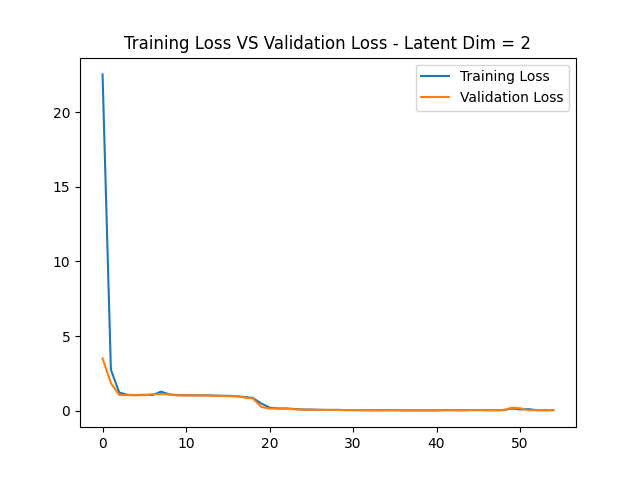 Training Loss VS Validation Loss - Latent Dim = 2
Training Loss
Validation Loss
20
15
10
5
0
0 10 20 30 40 50